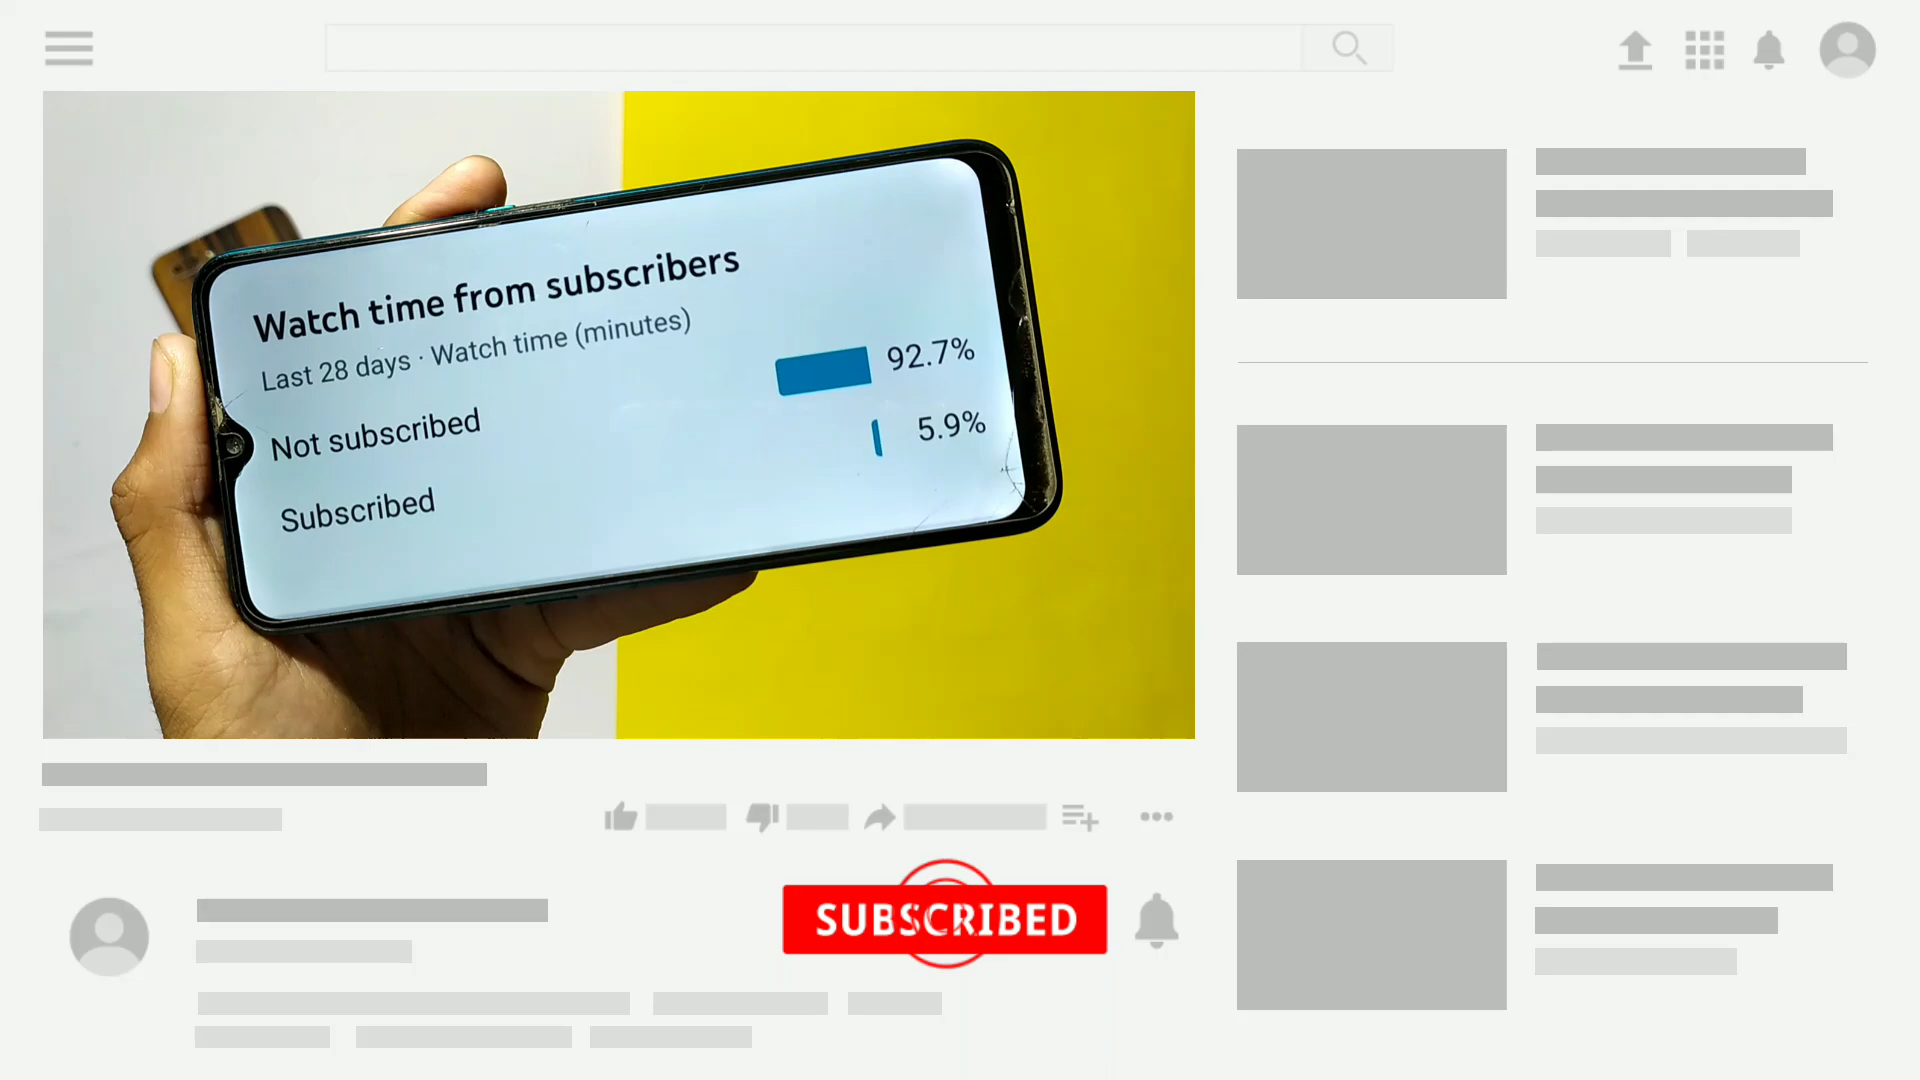 Watch time from subscribers
Last 28 days · Watch time (minutes)
Not subscribed 92.7%
Subscribed 5.9%
SUBSCRIBED